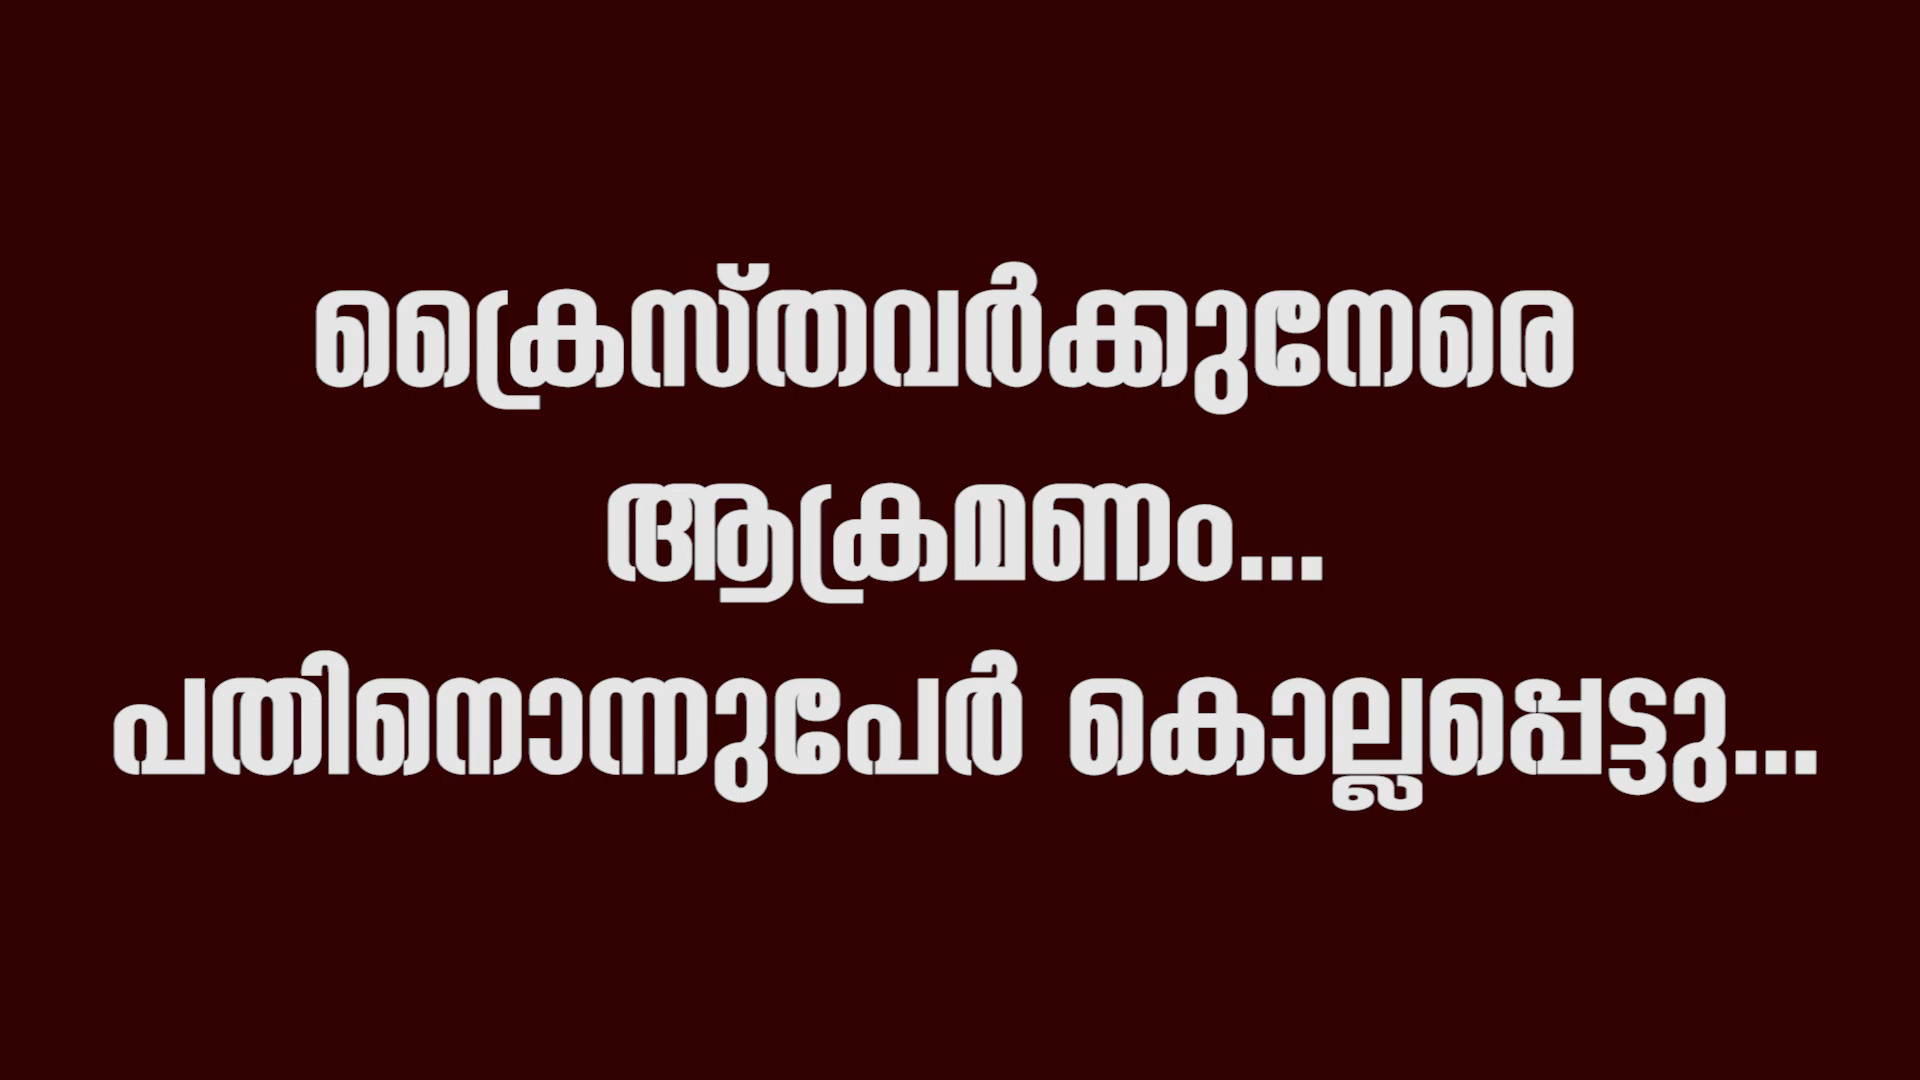 ക്രൈസ്തവർക്കുനേരെ
ആക്രമണം...
പതിനൊന്നുപേർ കൊല്ലപ്പെട്ടു...